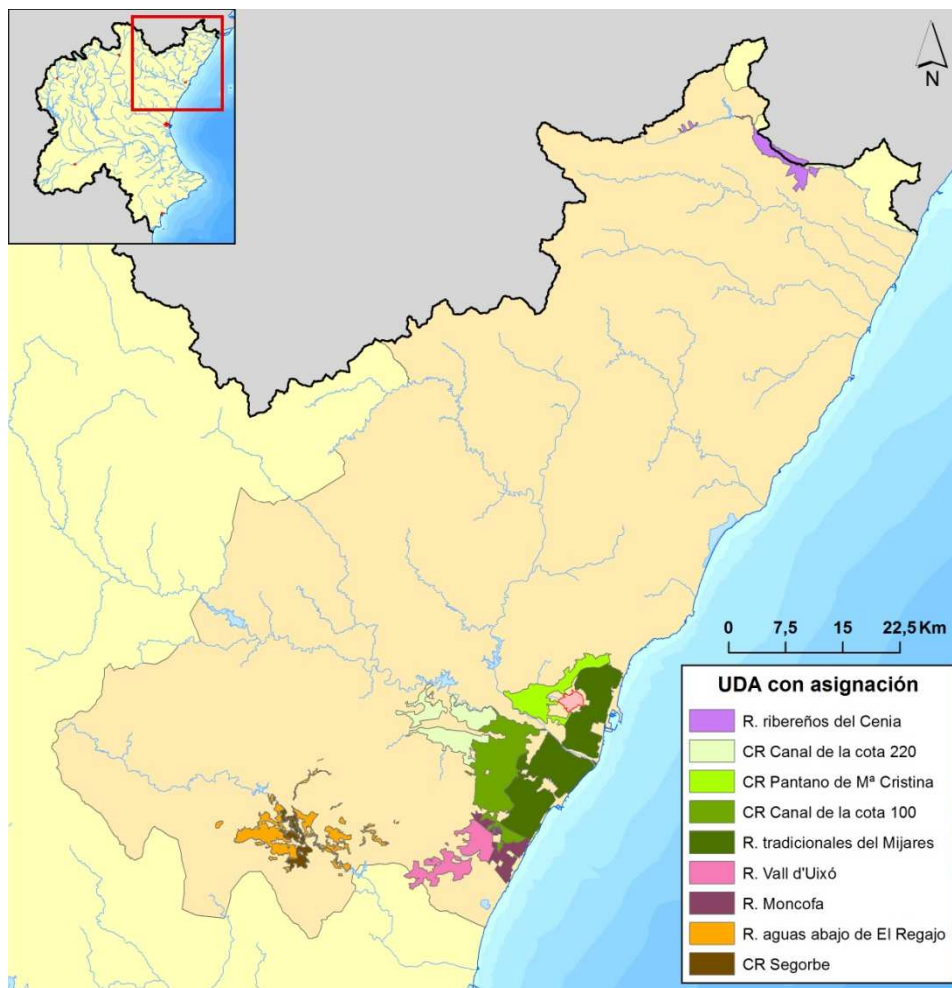 N
0 7,5 15 22,5 Km
UDA con asignación
R. ribereños del Cenia
CR Canal de la cota 220
CR Pantano de Mª Cristina
CR Canal de la cota 100
R. tradicionales del Mijares
R. Vall d'Uixó
R. Moncofa
R. aguas abajo de El Regajo
CR Segorbe